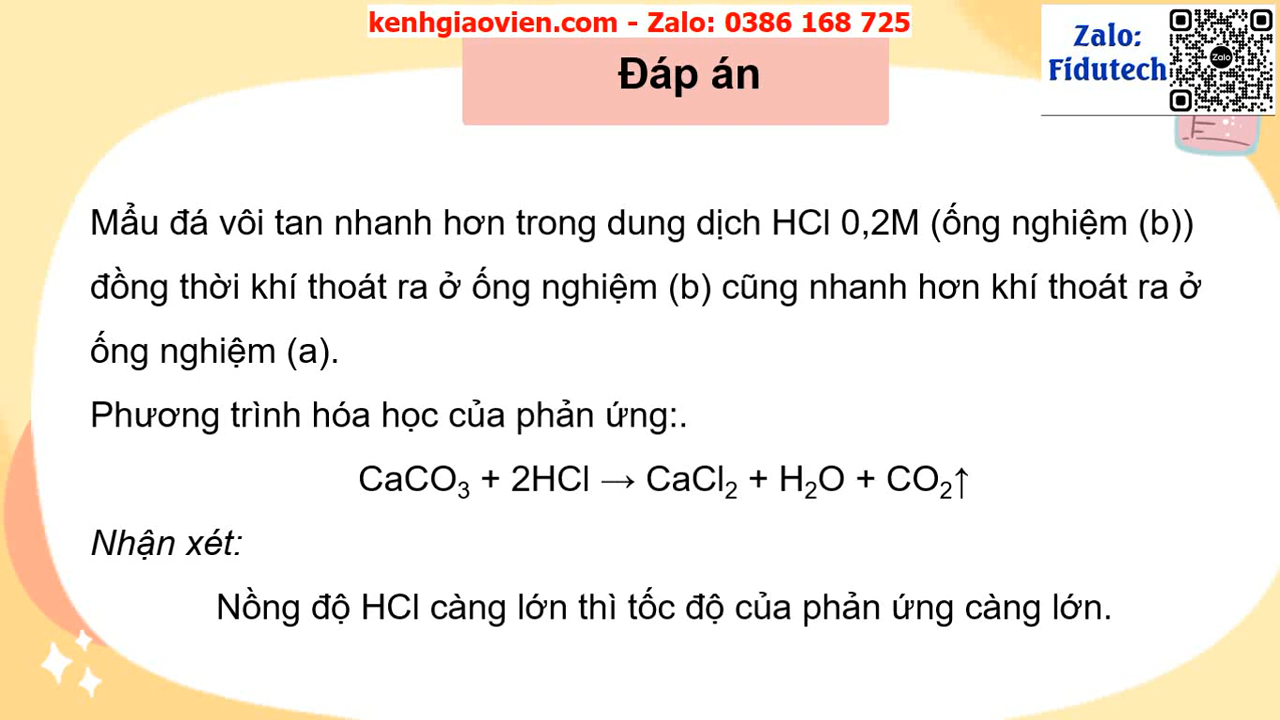 kenhgiaovien.com - Zalo: 0386 168 725
Zalo:
Fidutech
Zalo
Đáp án
Mẩu đá vôi tan nhanh hơn trong dung dịch HCl 0,2M (ống nghiệm (b))
đồng thời khí thoát ra ở ống nghiệm (b) cũng nhanh hơn khí thoát ra ở
ống nghiệm (a).
Phương trình hóa học của phản ứng:.
CaCO₃ + 2HCl → CaCl₂ + H₂O + CO₂↑
Nhận xét:
Nồng độ HCl càng lớn thì tốc độ của phản ứng càng lớn.